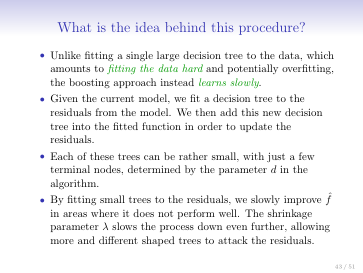 What is the idea behind this procedure?
• Unlike fitting a single large decision tree to the data, which
amounts to fitting the data hard and potentially overfitting,
the boosting approach instead learns slowly.
• Given the current model, we fit a decision tree to the
residuals from the model. We then add this new decision
tree into the fitted function in order to update the
residuals.
• Each of these trees can be rather small, with just a few
terminal nodes, determined by the parameter d in the
algorithm.
• By fitting small trees to the residuals, we slowly improve f̂
in areas where it does not perform well. The shrinkage
parameter λ slows the process down even further, allowing
more and different shaped trees to attack the residuals.
43 / 51